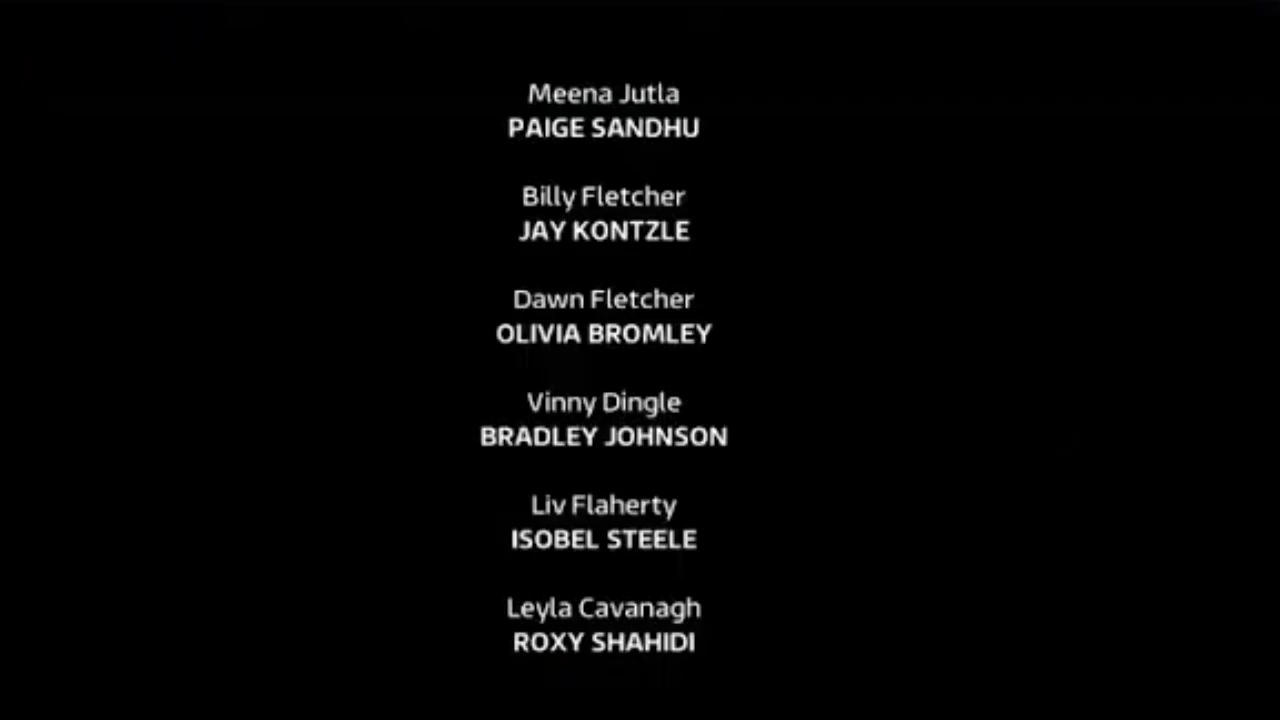 Meena Jutla
PAIGE SANDHU
Billy Fletcher
JAY KONTZLE
Dawn Fletcher
OLIVIA BROMLEY
Vinny Dingle
BRADLEY JOHNSON
Liv Flaherty
ISOBEL STEELE
Leyla Cavanagh
ROXY SHAHIDI